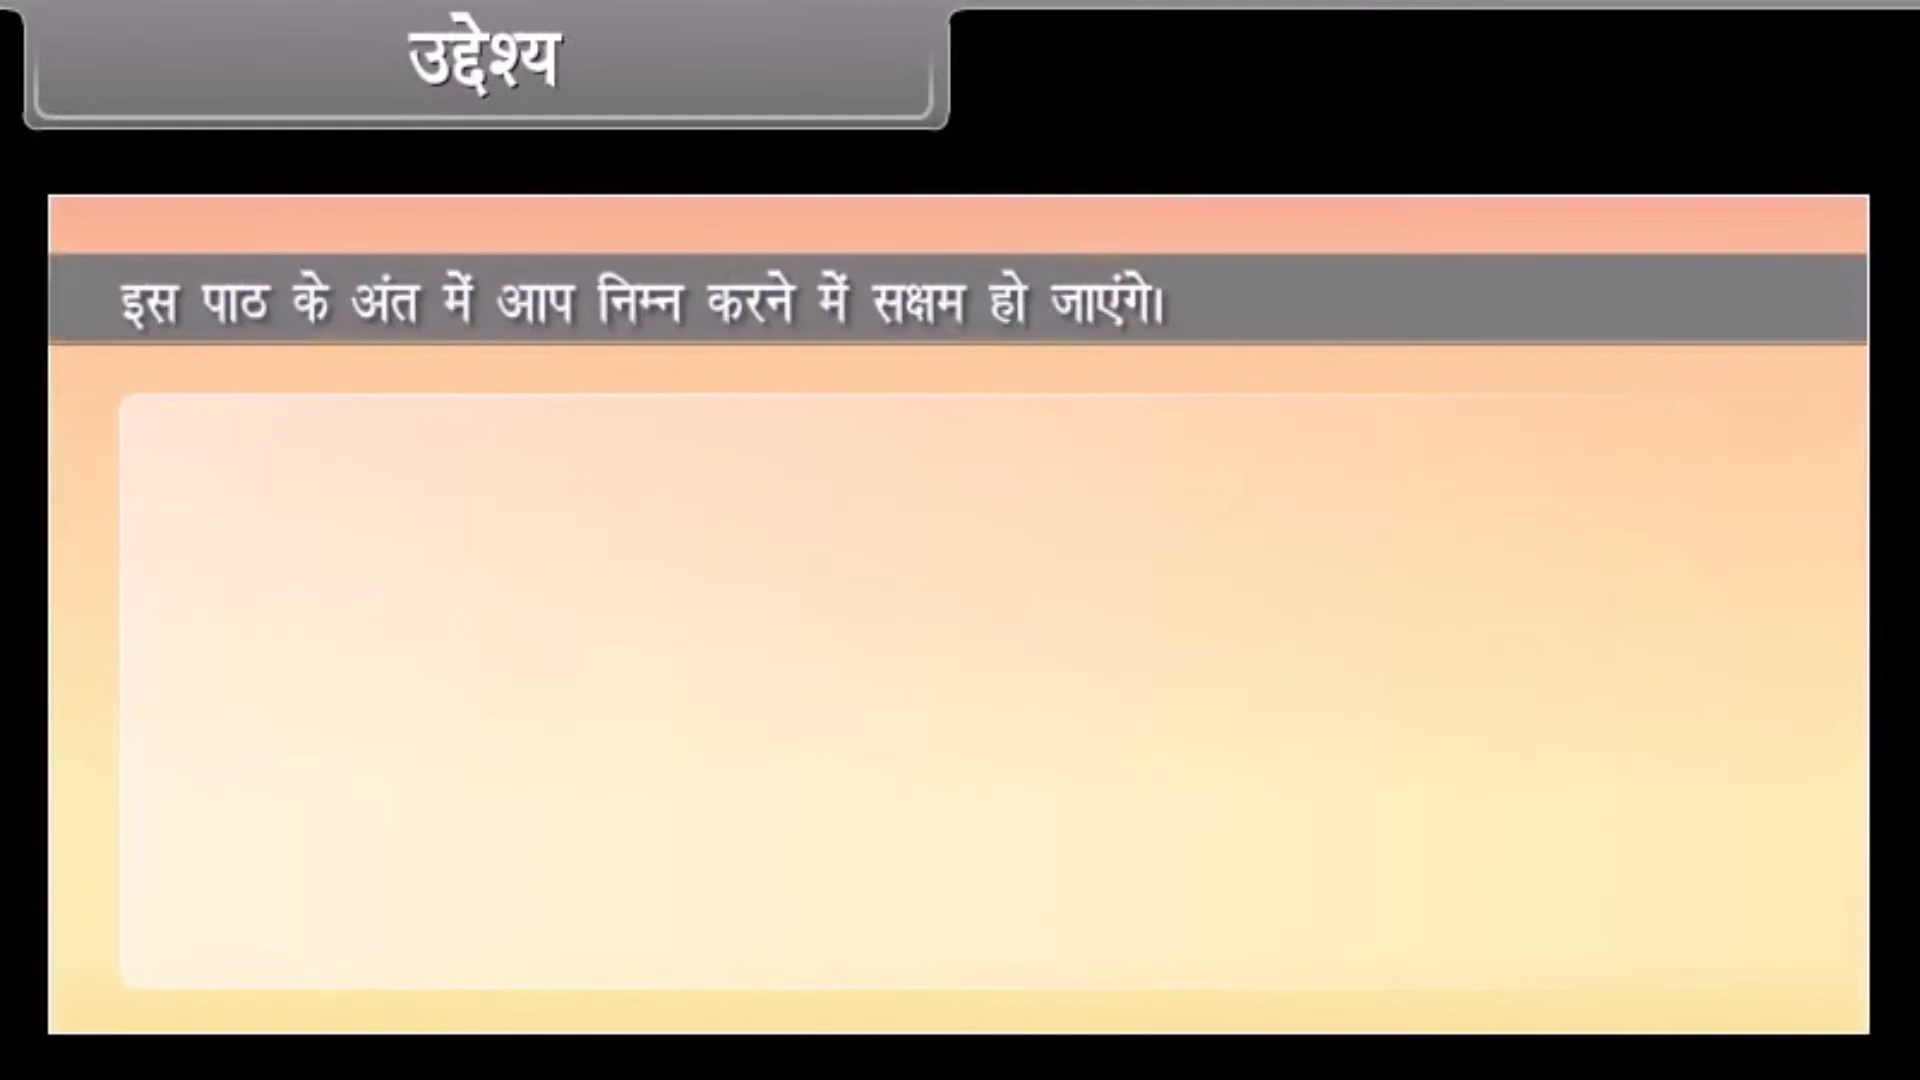 उद्देश्य
इस पाठ के अंत में आप निम्न करने में सक्षम हो जाएंगे।